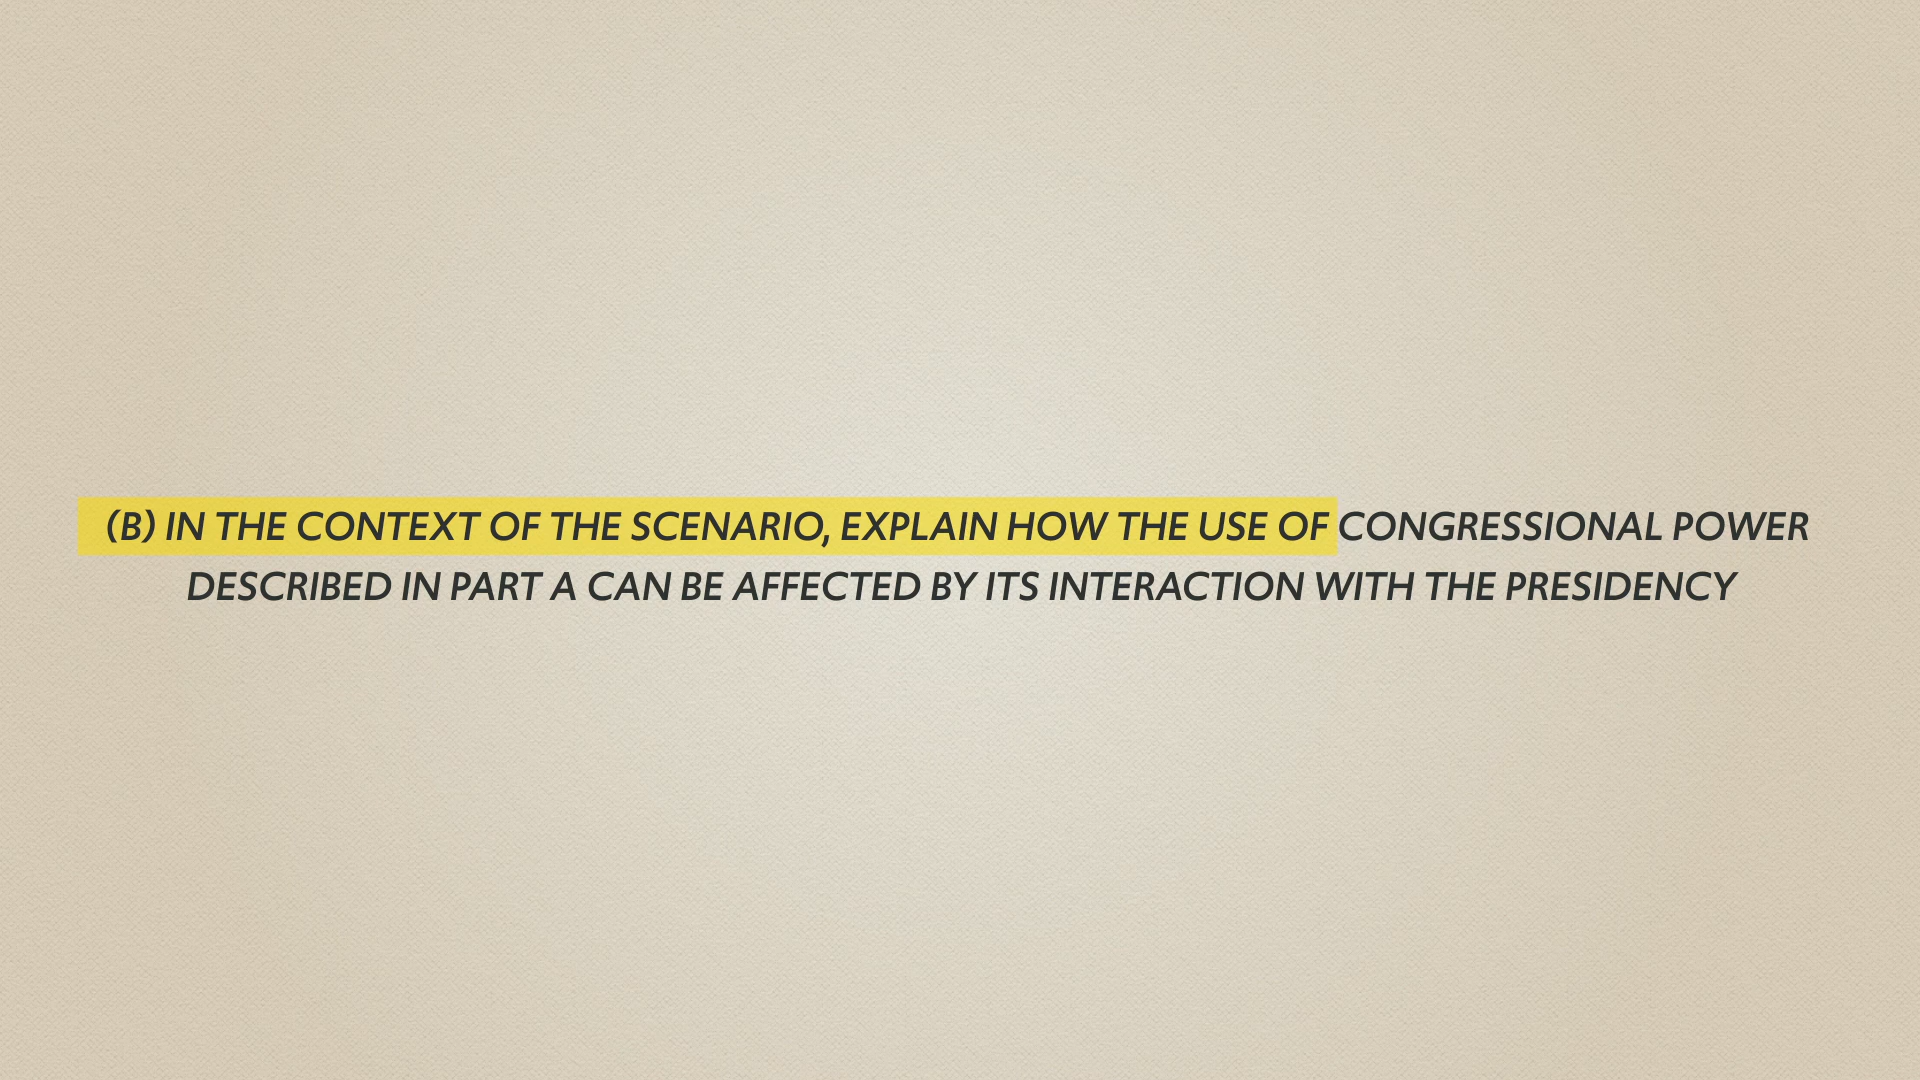 (B) IN THE CONTEXT OF THE SCENARIO, EXPLAIN HOW THE USE OF CONGRESSIONAL POWER
DESCRIBED IN PART A CAN BE AFFECTED BY ITS INTERACTION WITH THE PRESIDENCY